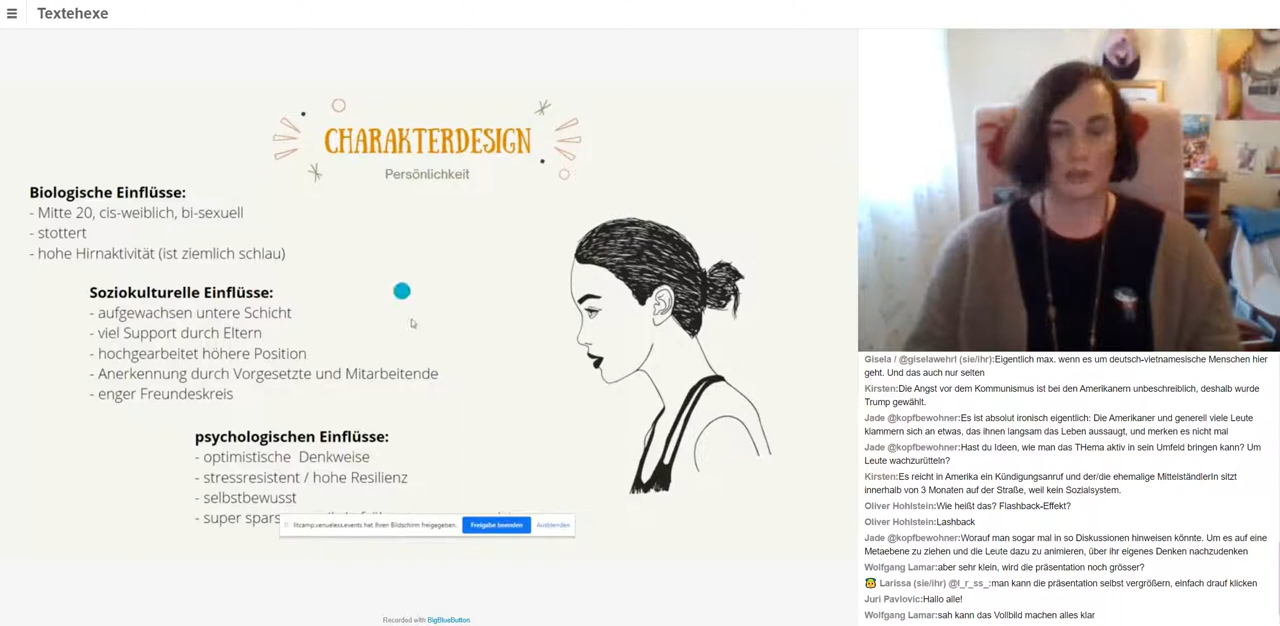 Textehexe
CHARAKTERDESIGN
Persönlichkeit
Biologische Einflüsse:
- Mitte 20, cis-weiblich, bi-sexuell
- stottert
- hohe Hirnaktivität (ist ziemlich schlau)
Soziokulturelle Einflüsse:
- aufgewachsen untere Schicht
- viel Support durch Eltern
- hochgearbeitet höhere Position
- Anerkennung durch Vorgesetzte und Mitarbeitende
- enger Freundeskreis
psychologischen Einflüsse:
- optimistische Denkweise
- stressresistent / hohe Resilienz
- selbstbewusst
- super spars
litcamp.venueless.events hat Ihren Bildschirm freigegeben.
Freigabe beenden
Ausblenden
Recorded with BigBlueButton.
Gisela / @giselawehrl (sie/ihr):Eigentlich max. wenn es um deutsch-vietnamesische Menschen hier
geht. Und das auch nur selten
Kirsten:Die Angst vor dem Kommunismus ist bei den Amerikanern unbeschreiblich, deshalb wurde
Trump gewählt.
Jade @kopfbewohner:Es ist absolut ironisch eigentlich: Die Amerikaner und generell viele Leute
klammern sich an etwas, das ihnen langsam das Leben aussaugt, und merken es nicht mal
Jade @kopfbewohner:Hast du Ideen, wie man das THema aktiv in sein Umfeld bringen kann? Um
Leute wachzurütteln?
Kirsten:Es reicht in Amerika ein Kündigungsanruf und der/die ehemalige MittelständlerIn sitzt
innerhalb von 3 Monaten auf der Straße, weil kein Sozialsystem.
Oliver Hohlstein:Wie heißt das? Flashback-Effekt?
Oliver Hohlstein:Lashback
Jade @kopfbewohner:Worauf man sogar mal in so Diskussionen hinweisen könnte. Um es auf eine
Metaebene zu ziehen und die Leute dazu zu animieren, über ihr eigenes Denken nachzudenken
Wolfgang Lamar:aber sehr klein, wird die präsentation noch grösser?
Larissa (sie/ihr) @l_r_ss_:man kann die präsentation selbst vergrößern, einfach drauf klicken
Juri Pavlovic:Hallo alle!
Wolfgang Lamar:sah kann das Vollbild machen alles klar